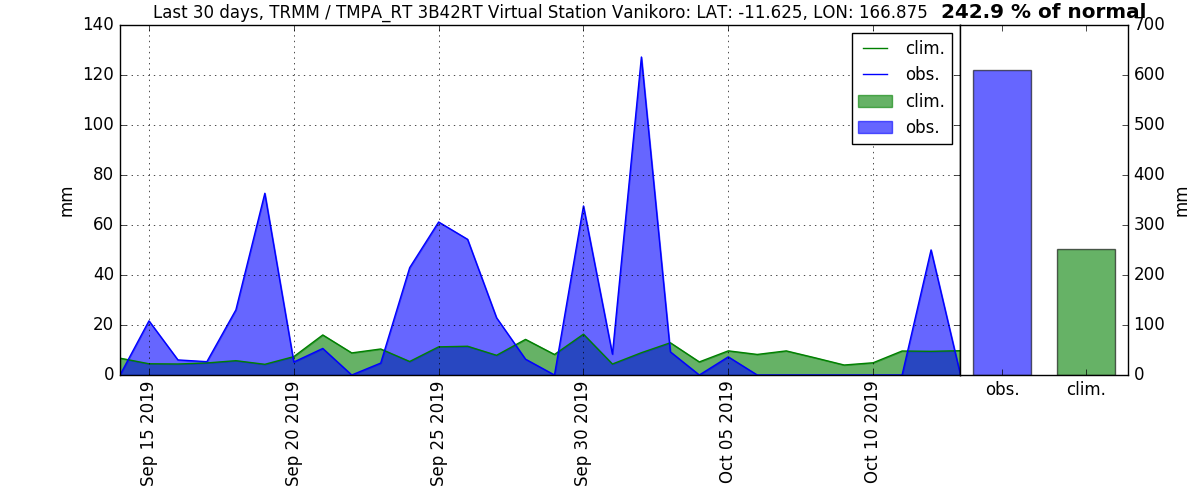 Last 30 days, TRMM / TMPA_RT 3B42RT Virtual Station Vanikoro: LAT: -11.625, LON: 166.875 242.9 % of normal
140
120
100
80
60
40
20
0
mm
clim.
obs.
clim.
obs.
700
600
500
400
300
200
100
0
mm
Sep 15 2019
Sep 20 2019
Sep 25 2019
Sep 30 2019
Oct 05 2019
Oct 10 2019
obs. clim.